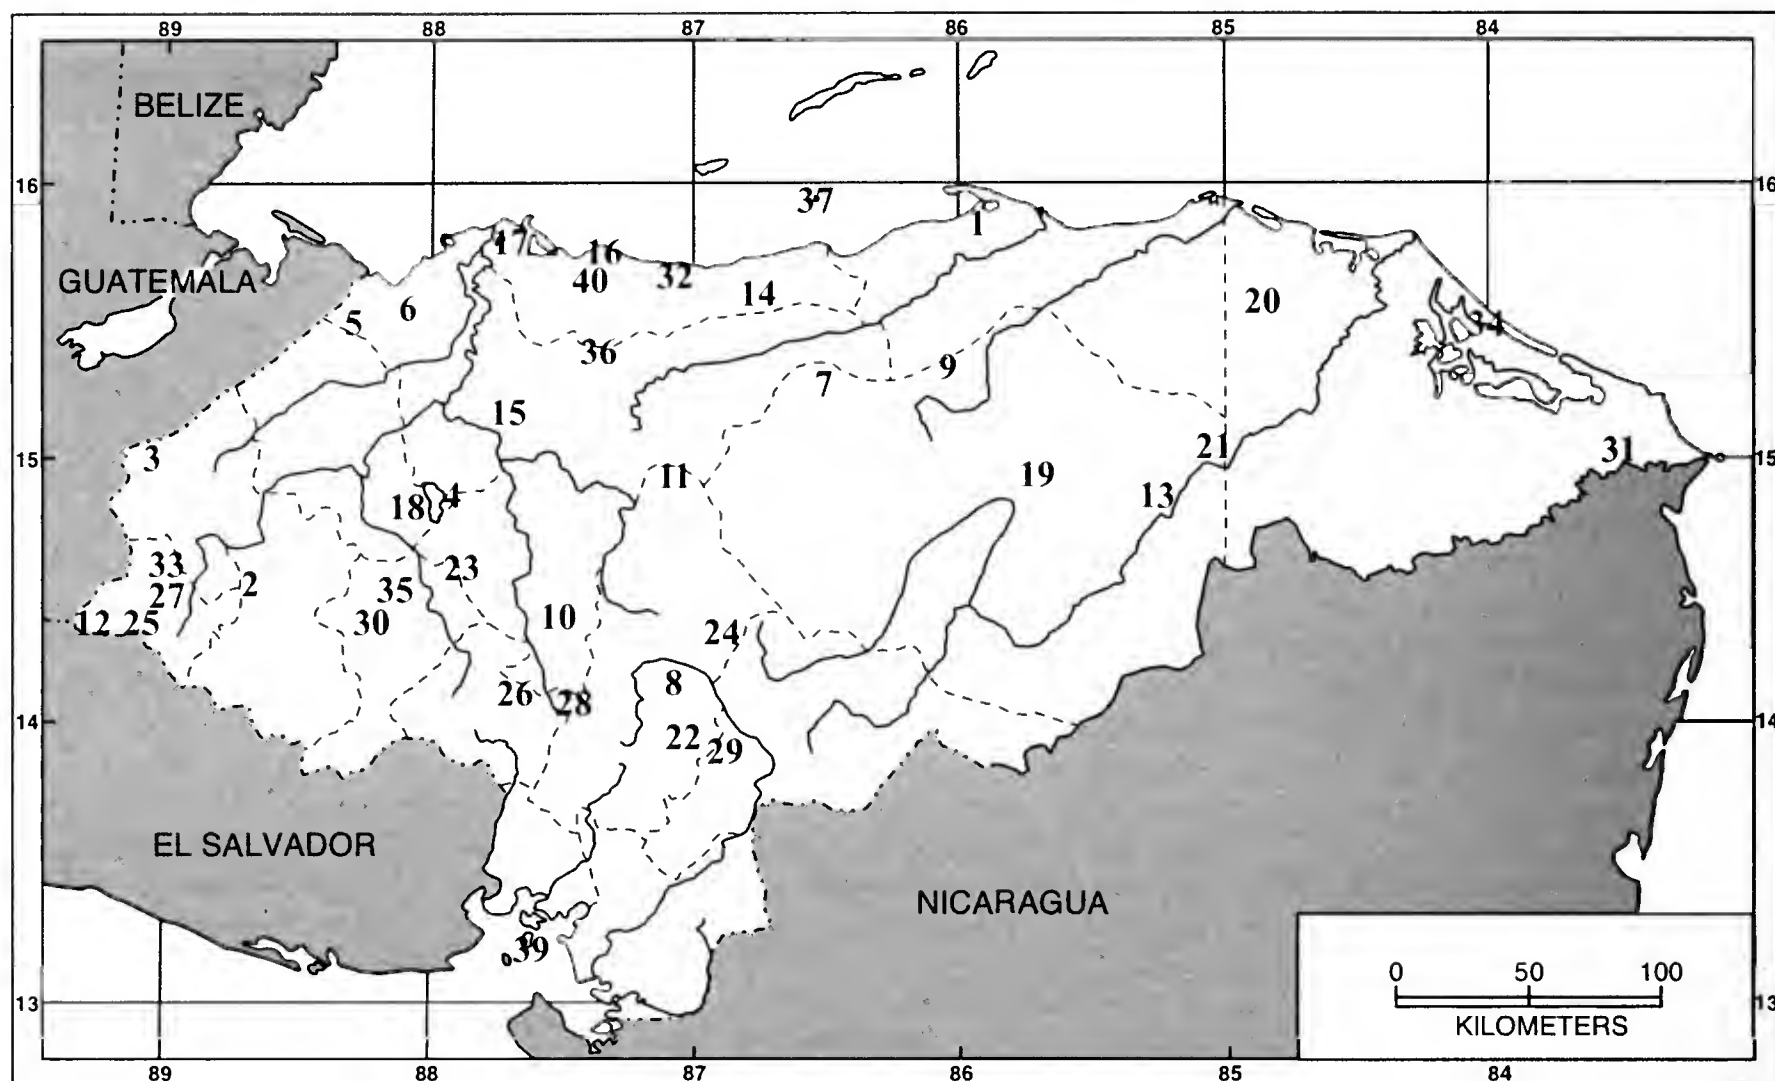 89 88 87 86 85 84
BELIZE
16 37 16
1
17 16
GUATEMALA 40 32 14 20
6
5 34
36 9
7
15
3 15 11 21 31 15
19 13
18 4
33 23
27 2 35
12 25 30 10 24
8
26 28
14 22 29 14
EL SALVADOR
NICARAGUA
39
0 50 100
13 13
KILOMETERS
89 88 87 86 85 84